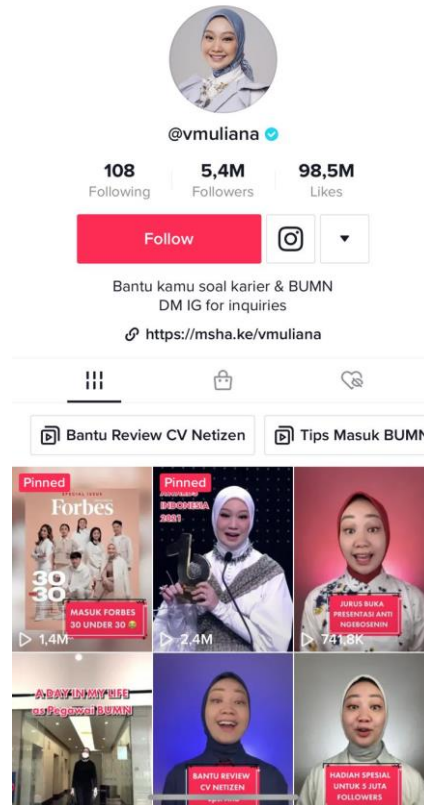 @vmuliana
108 5,4M 98,5M
Following Followers Likes
Follow
Bantu kamu soal karier & BUMN
DM IG for inquiries
https://msha.ke/vmuliana
Bantu Review CV Netizen Tips Masuk BUMN
Pinned
SPECIAL ISSUE
Forbes
30
30
MASUK FORBES
30 UNDER 30
1,4M
Pinned
INDONESIA
2021
2,4M
JURUS BUKA
PRESENTASI ANTI
NGEBOSENIN
741,8K
A DAY IN MY LIFE
as Pegawai BUMN
BANTU REVIEW
CV NETIZEN
HADIAH SPESIAL
UNTUK 5 JUTA
FOLLOWERS